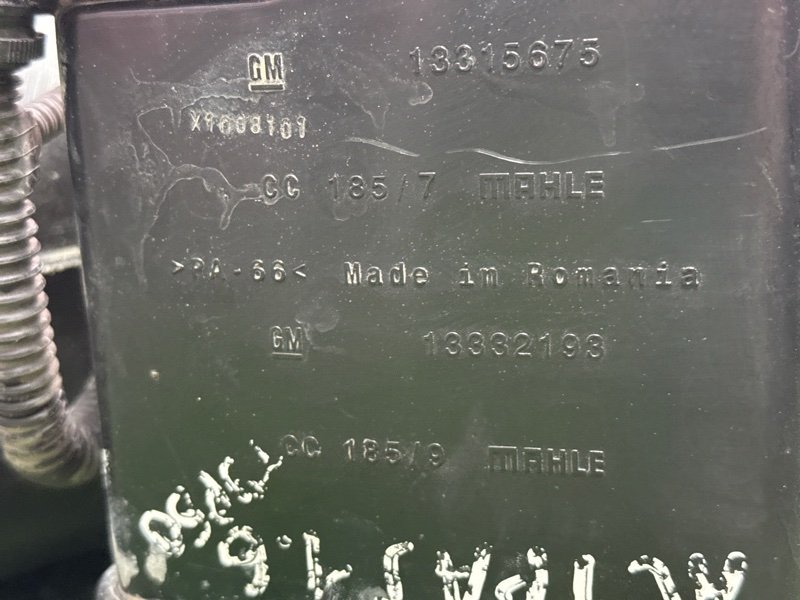 GM 13315675
X1008101
CC 185/7 MAHLE
>PA-66< Made in Romania
GM 13332193
CC 185/9 MAHLE